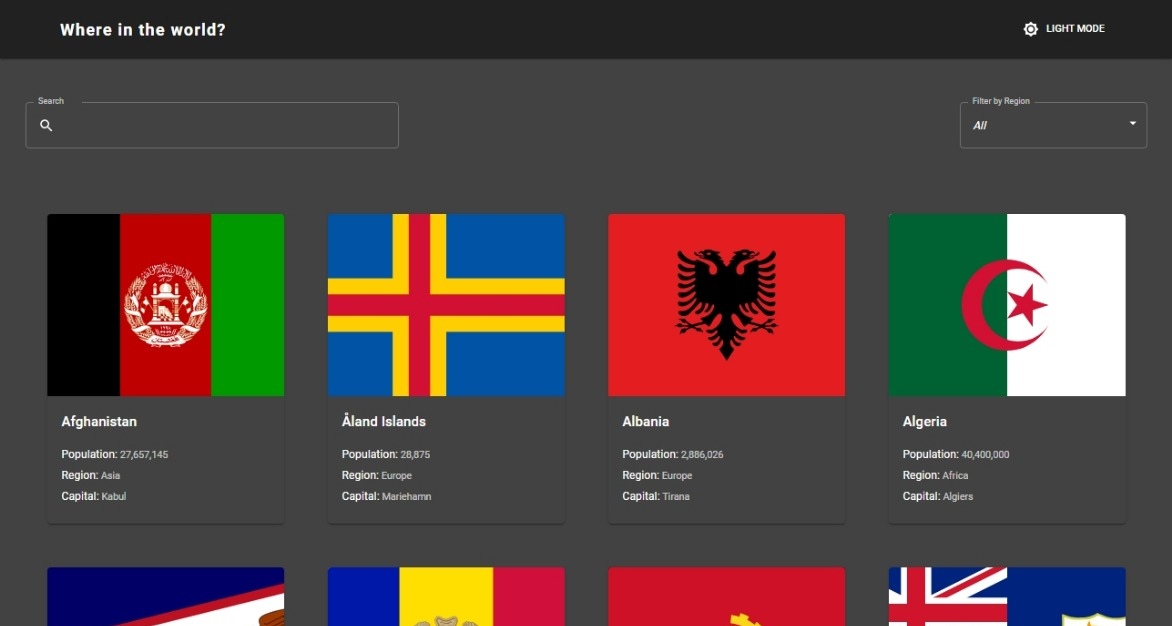 Where in the world?
LIGHT MODE
Search
Filter by Region
All
Afghanistan
Population: 27,657,145
Region: Asia
Capital: Kabul
Åland Islands
Population: 28,875
Region: Europe
Capital: Mariehamn
Albania
Population: 2,886,026
Region: Europe
Capital: Tirana
Algeria
Population: 40,400,000
Region: Africa
Capital: Algiers